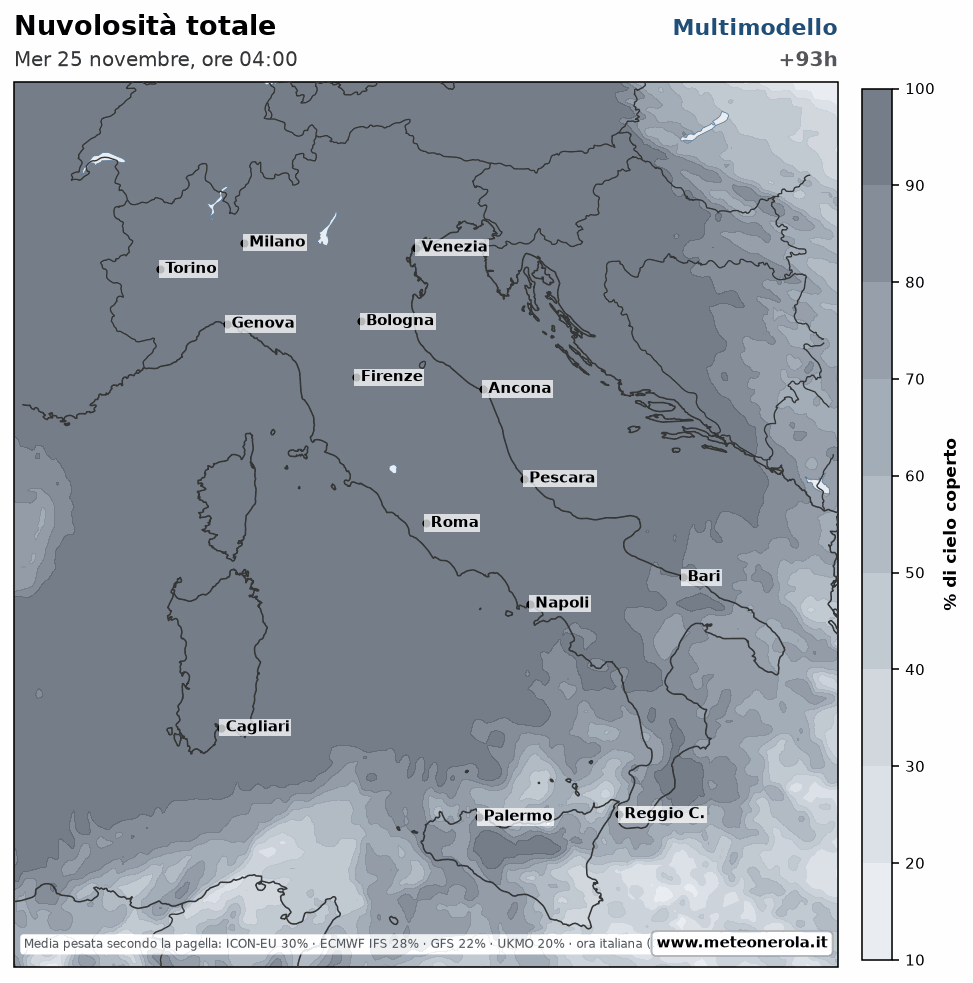 Nuvolosità totale
Multimodello
Mer 25 novembre, ore 04:00
+93h
Milano
Venezia
Torino
Genova
Bologna
Firenze
Ancona
Pescara
Roma
Bari
Napoli
Cagliari
Palermo
Reggio C.
100
90
80
70
60
50
40
30
20
10
% di cielo coperto
Media pesata secondo la pagella: ICON-EU 30% · ECMWF IFS 28% · GFS 22% · UKMO 20% · ora italiana (
www.meteonerola.it